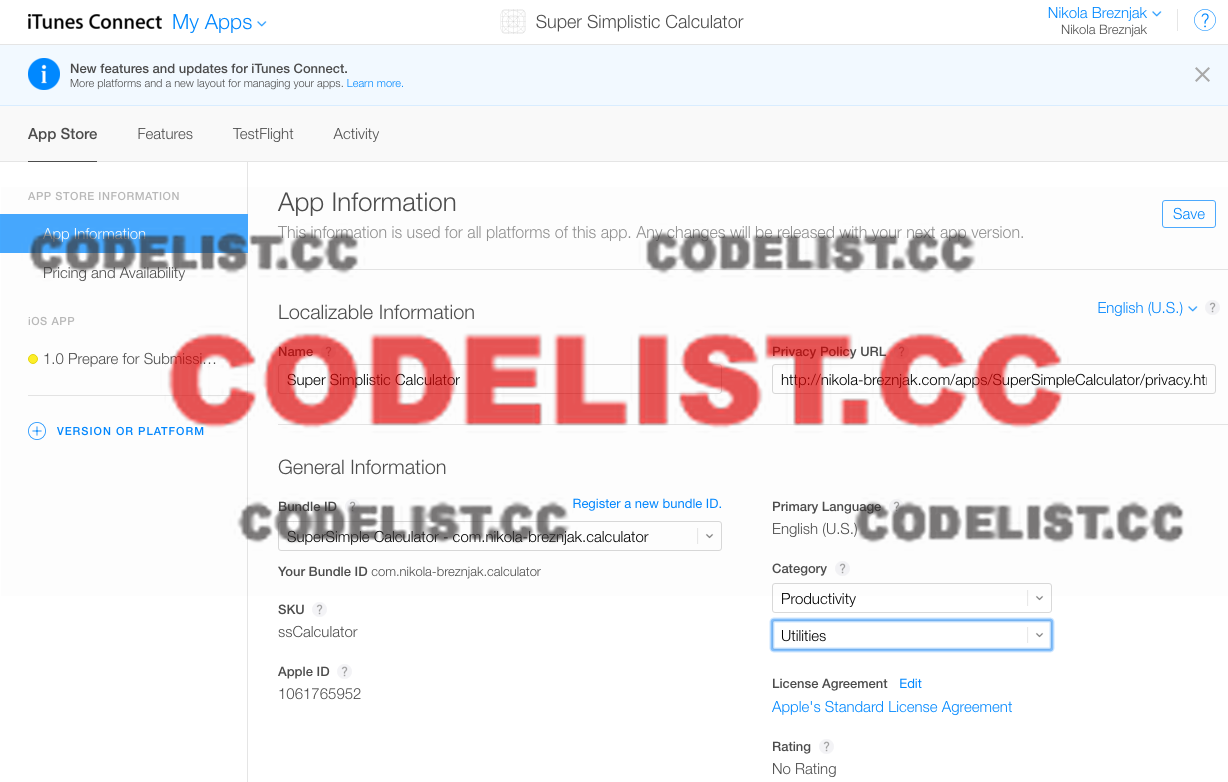 iTunes Connect My Apps
Super Simplistic Calculator
Nikola Breznjak
Nikola Breznjak
?
i
New features and updates for iTunes Connect.
More platforms and a new layout for managing your apps. Learn more.
App Store Features TestFlight Activity
APP STORE INFORMATION
App Information
Pricing and Availability
iOS APP
1.0 Prepare for Submissi...
VERSION OR PLATFORM
App Information
Save
This information is used for all platforms of this app. Any changes will be released with your next app version.
CODELIST.CC CODELIST.CC
Localizable Information
English (U.S.) ?
Name ?
Super Simplistic Calculator
Privacy Policy URL ?
http://nikola-breznjak.com/apps/SuperSimpleCalculator/privacy.ht
CODELIST.CC
General Information
Bundle ID ?
Register a new bundle ID.
SuperSimple Calculator - com.nikola-breznjak.calculator
Your Bundle ID com.nikola-breznjak.calculator
SKU ?
ssCalculator
Apple ID ?
1061765952
Primary Language ?
English (U.S.)
CODELIST.CC CODELIST.CC
Category ?
Productivity
Utilities
License Agreement Edit
Apple's Standard License Agreement
Rating ?
No Rating